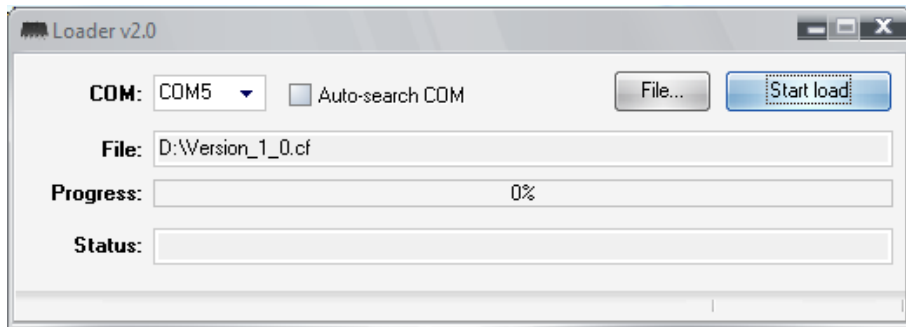 Loader v2.0
COM: COM5 Auto-search COM File... Start load
File: D:\Version_1_0.cf
Progress: 0%
Status: